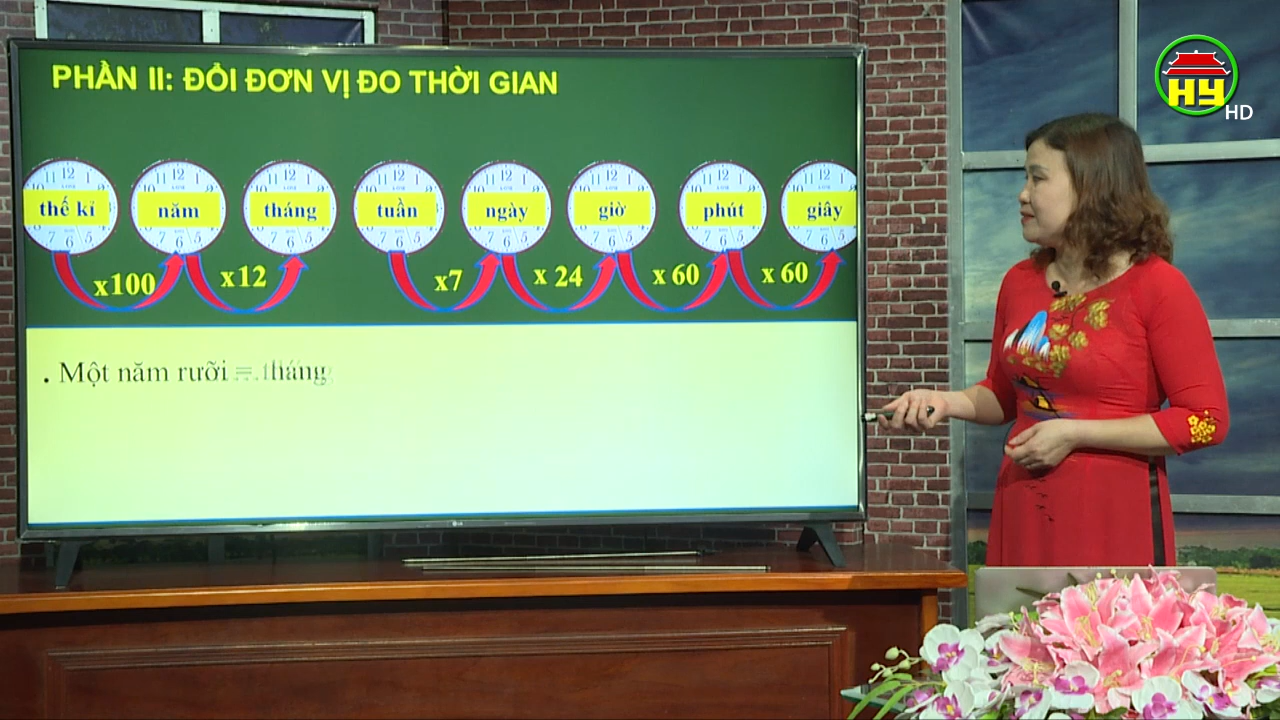 HY
HD
PHẦN II: ĐỔI ĐƠN VỊ ĐO THỜI GIAN
thế kỉ năm tháng tuần ngày giờ phút giây
x100 x12 x7 x 24 x 60 x 60
. Một năm rưỡi = ... tháng